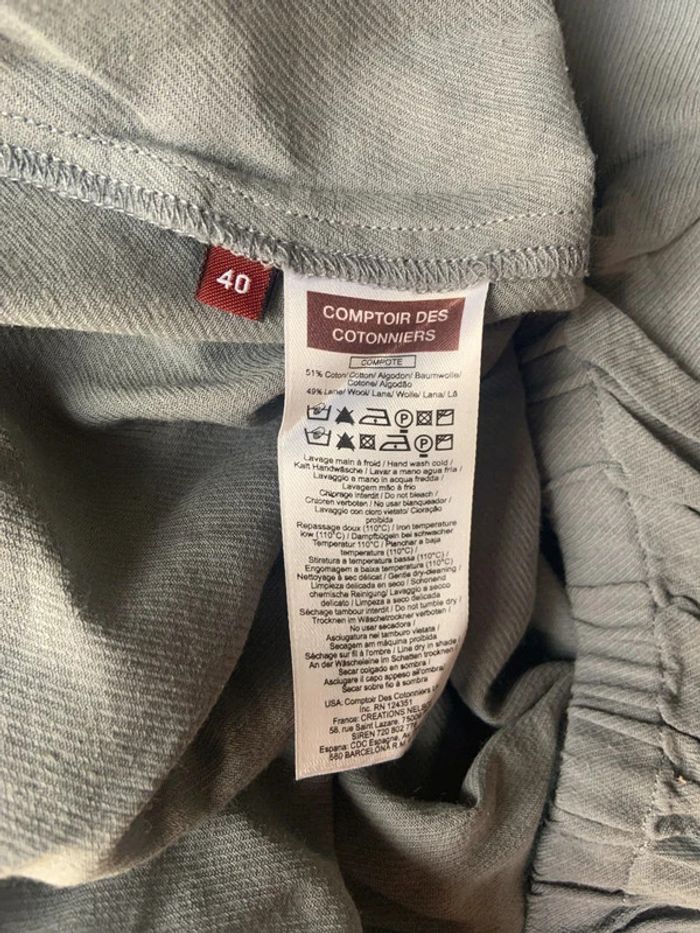 40
COMPTOIR DES
COTONNIERS
COMPOTE
51% Coton/ Cotton/ Algodon/ Baumwolle/
Cotone/ Algodão
49% Laine/ Wool/ Lana/ Wolle/ Lana/ Lã
P
P
Lavage main à froid / Hand wash cold /
Kalt Handwäsche / Lavar a mano agua fria /
Lavaggio a mano in acqua fredda /
Lavagem mão à frio
Chlorage interdit / Do not bleach /
Chloren verboten / No usar blanqueador /
Lavaggio con cloro vietato/ Cloração
proibida
Repassage doux (110°C) / Iron temperature
low (110°C) / Dampfbügeln bei schwacher
Temperatur 110°C / Planchar a baja
temperatura (110°C) /
Stiratura a temperatura bassa (110°C) /
Engomagem a baixa temperatura (110°C) /
Nettoyage à sec délicat / Gentle dry-cleaning /
Limpieza delicada en seco / Schonend
chemische Reinigung/ Lavaggio a secco
delicato / Limpeza a seco delicada /
Séchage tambour interdit / Do not tumble dry /
Trocknen im Wäschetrockner verboten /
No usar secadora /
Asciugatura nel tamburo vietata /
Secagem am máquina proibida
Séchage sur fil à l'ombre / Line dry in shade /
An der Wäscheleine im Schatten trocknen /
Secar colgado en sombra /
Asciugare il capo appeso all'ombra /
Secar sobre fio à sombra
USA: Comptoir Des Cotonniers
Inc. RN 124351
France: CREATIONS
58, rue Saint Lazare,
SIREN 720 802
Espana: CDC Espagne,
BARCELONA